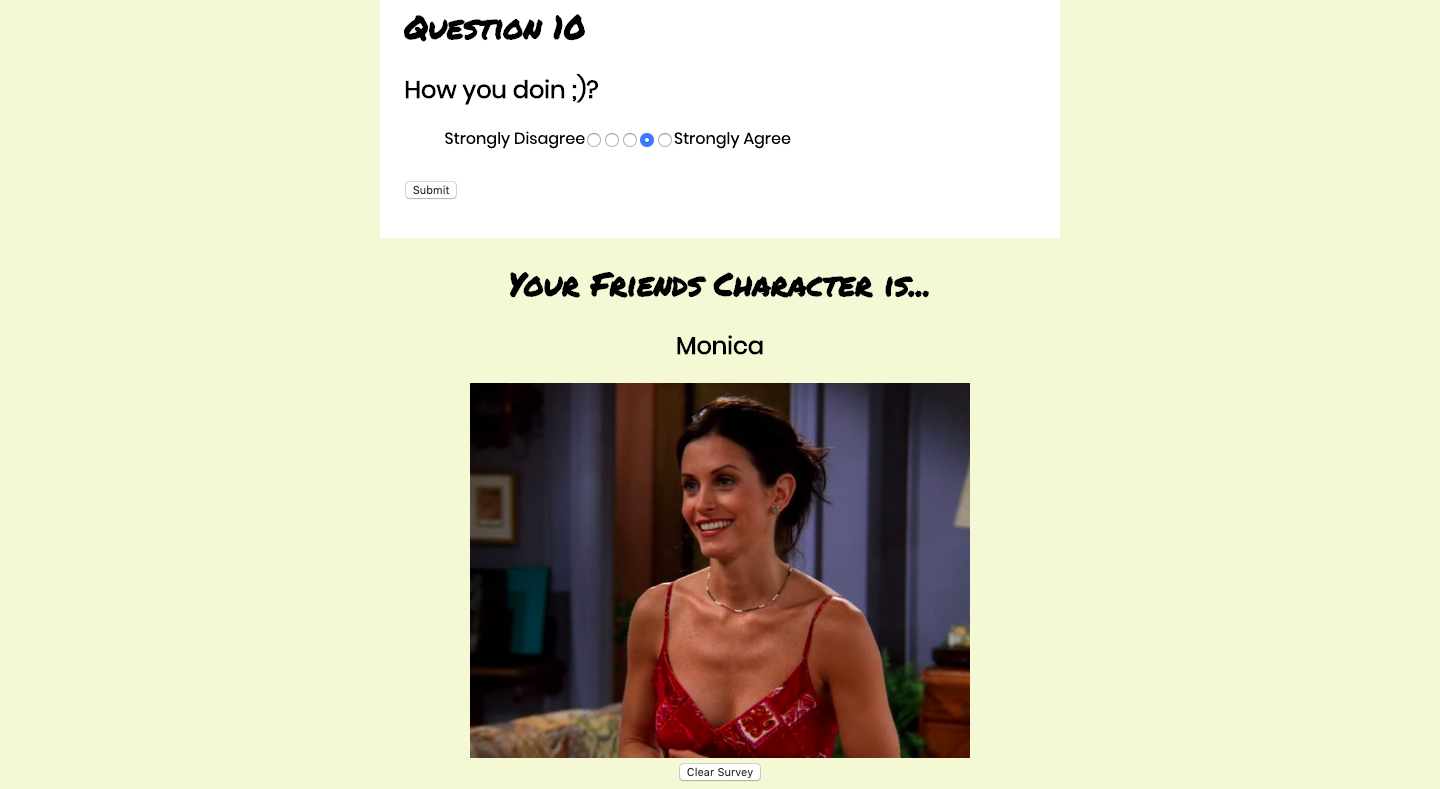 Question 10
How you doin ;)?
Strongly Disagree Strongly Agree
Submit
Your Friends Character is...
Monica
Clear Survey